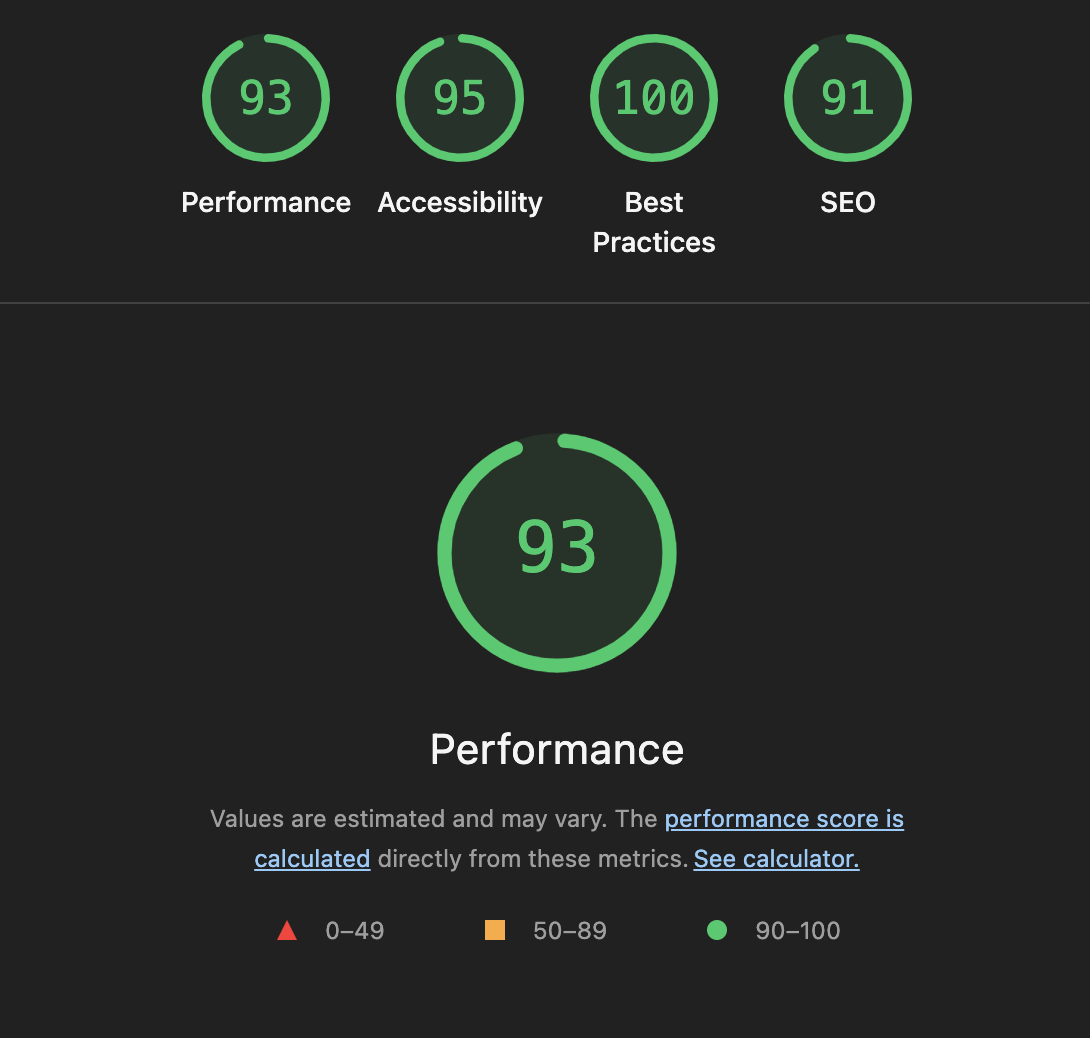 93
95
100
91
Performance
Accessibility
Best
Practices
SEO
93
Performance
Values are estimated and may vary. The performance score is
calculated directly from these metrics. See calculator.
0–49
50–89
90–100